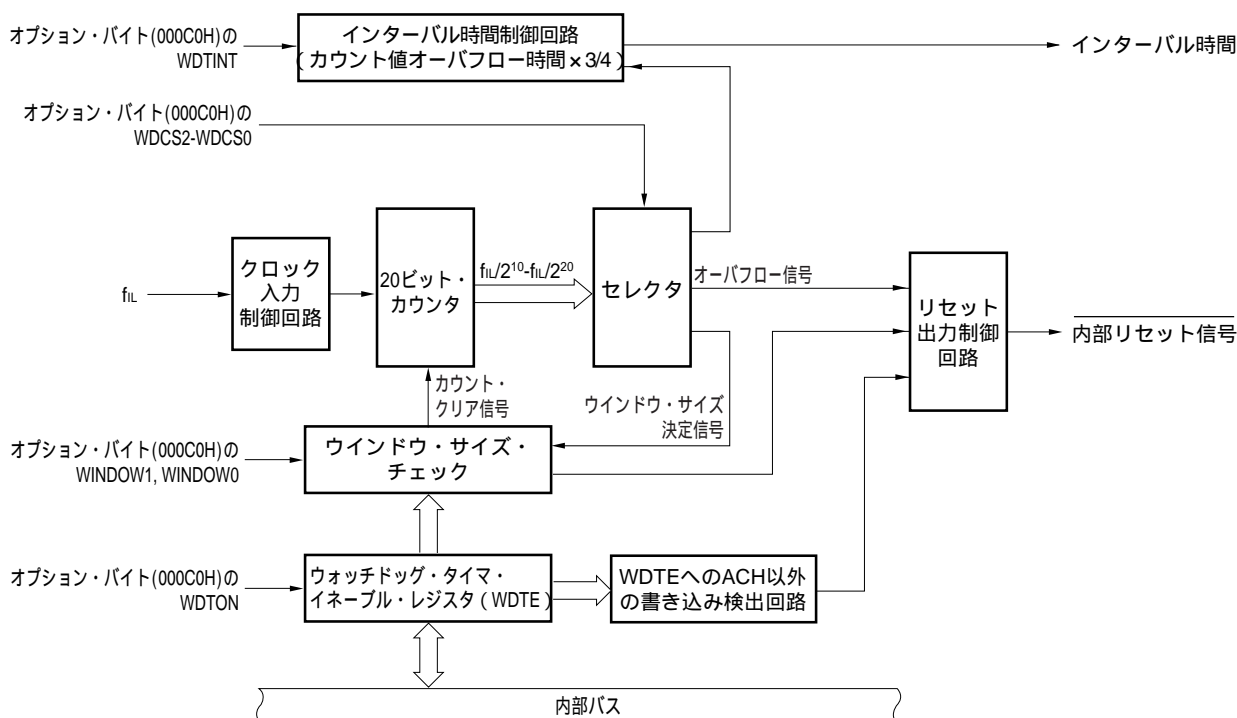 オプション・バイト(000C0H)の
WDTINT
インターバル時間制御回路
(カウント値オーバフロー時間×3/4)
インターバル時間
オプション・バイト(000C0H)の
WDCS2-WDCS0
fIL
クロック
入力
制御回路
20ビット・
カウンタ
fIL/2^10-fIL/2^20
セレクタ
オーバフロー信号
リセット
出力制御
回路
内部リセット信号
カウント・
クリア信号
ウインドウ・サイズ
決定信号
オプション・バイト(000C0H)の
WINDOW1, WINDOW0
ウインドウ・サイズ・
チェック
オプション・バイト(000C0H)の
WDTON
ウォッチドッグ・タイマ・
イネーブル・レジスタ(WDTE)
WDTEへのACH以外
の書き込み検出回路
内部バス